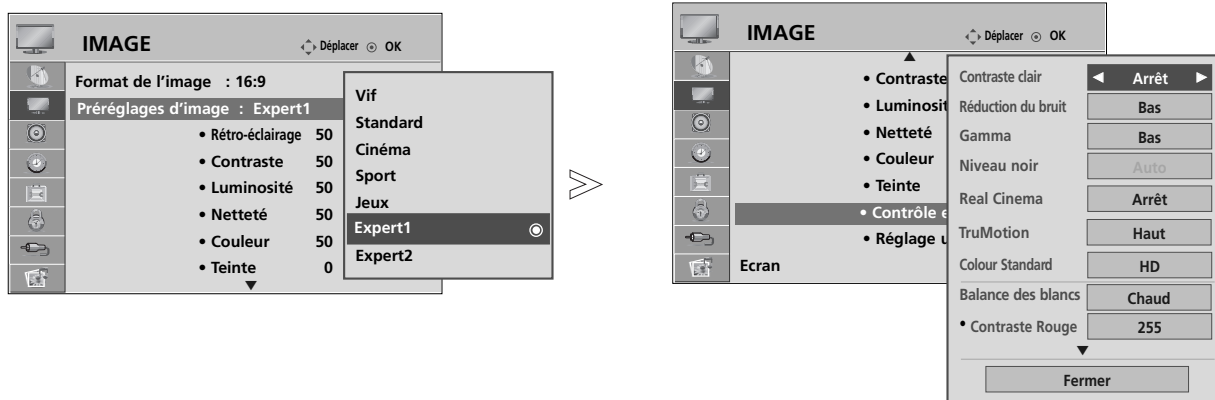 IMAGE
Déplacer OK
Format de l'image : 16:9
Préréglages d'image : Expert1
• Rétro-éclairage 50
• Contraste 50
• Luminosité 50
• Netteté 50
• Couleur 50
• Teinte 0
Vif
Standard
Cinéma
Sport
Jeux
Expert1
Expert2
IMAGE
Déplacer OK
• Contraste
• Luminosit
• Netteté
• Couleur
• Teinte
• Contrôle e
• Réglage u
Ecran
Contraste clair Arrêt
Réduction du bruit Bas
Gamma Bas
Niveau noir Auto
Real Cinema Arrêt
TruMotion Haut
Colour Standard HD
Balance des blancs Chaud
• Contraste Rouge 255
Fermer